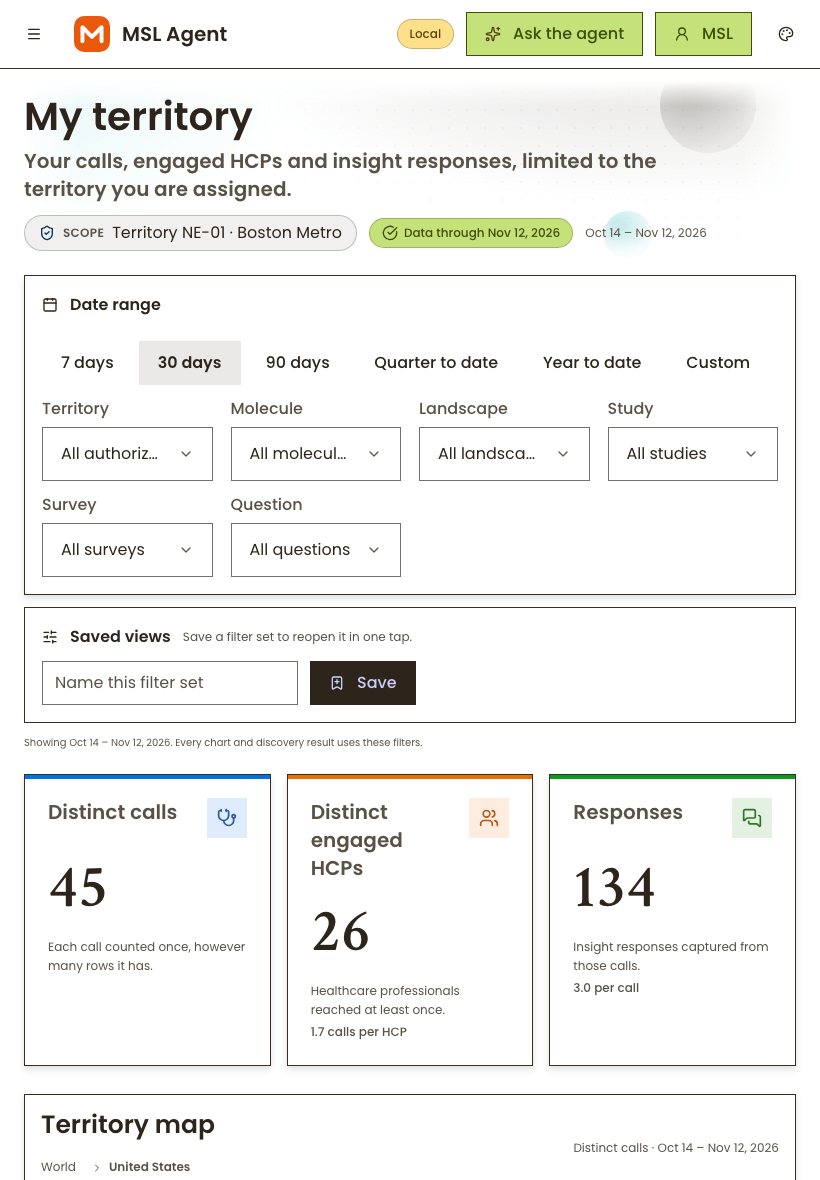 MSL Agent
Local
Ask the agent
MSL
My territory
Your calls, engaged HCPs and insight responses, limited to the
territory you are assigned.
SCOPE Territory NE-01 · Boston Metro
Data through Nov 12, 2026
Oct 14 – Nov 12, 2026
Date range
7 days
30 days
90 days
Quarter to date
Year to date
Custom
Territory
Molecule
Landscape
Study
All authoriz...
All molecul...
All landsca...
All studies
Survey
Question
All surveys
All questions
Saved views
Save a filter set to reopen it in one tap.
Name this filter set
Save
Showing Oct 14 – Nov 12, 2026. Every chart and discovery result uses these filters.
Distinct calls
45
Each call counted once, however
many rows it has.
Distinct
engaged
HCPs
26
Healthcare professionals
reached at least once.
1.7 calls per HCP
Responses
134
Insight responses captured from
those calls.
3.0 per call
Territory map
Distinct calls · Oct 14 – Nov 12, 2026
World
United States